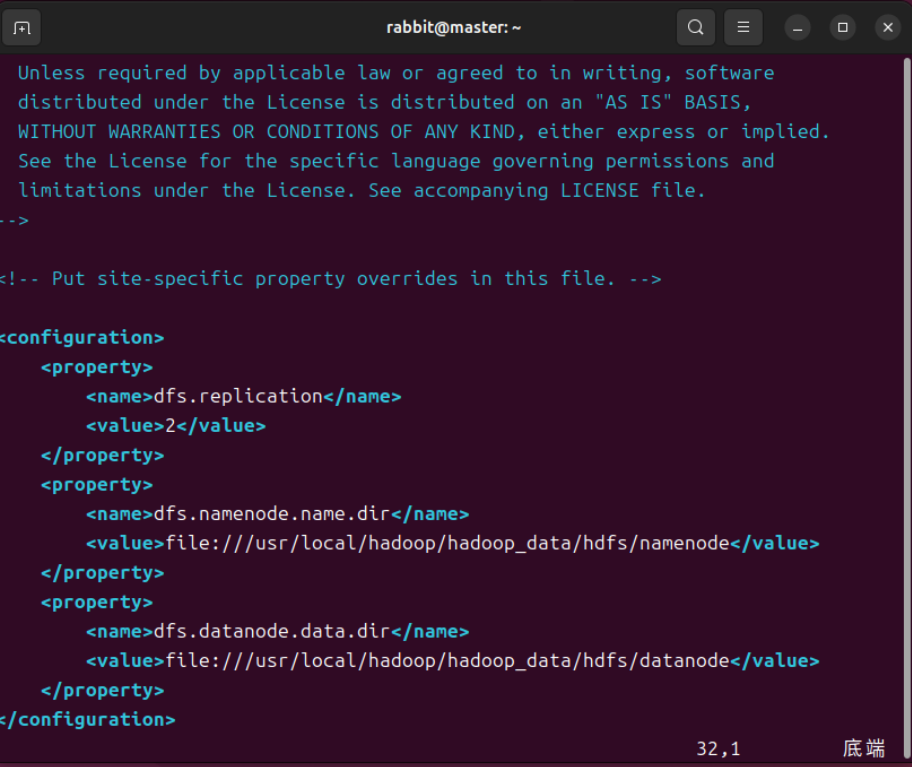 rabbit@master: ~
Unless required by applicable law or agreed to in writing, software
distributed under the License is distributed on an "AS IS" BASIS,
WITHOUT WARRANTIES OR CONDITIONS OF ANY KIND, either express or implied.
See the License for the specific language governing permissions and
limitations under the License. See accompanying LICENSE file.
-->
<!-- Put site-specific property overrides in this file. -->
<configuration>
<property>
<name>dfs.replication</name>
<value>2</value>
</property>
<property>
<name>dfs.namenode.name.dir</name>
<value>file:///usr/local/hadoop/hadoop_data/hdfs/namenode</value>
</property>
<property>
<name>dfs.datanode.data.dir</name>
<value>file:///usr/local/hadoop/hadoop_data/hdfs/datanode</value>
</property>
</configuration>
32,1 底端